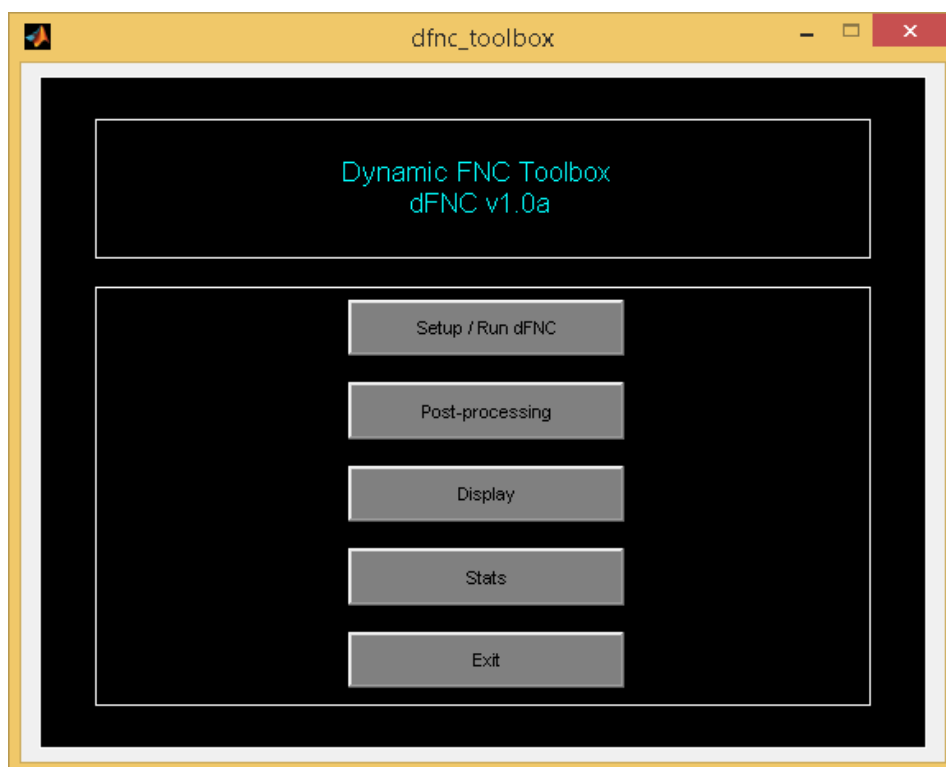 dfnc_toolbox
Dynamic FNC Toolbox
dFNC v1.0a
Setup / Run dFNC
Post-processing
Display
Stats
Exit